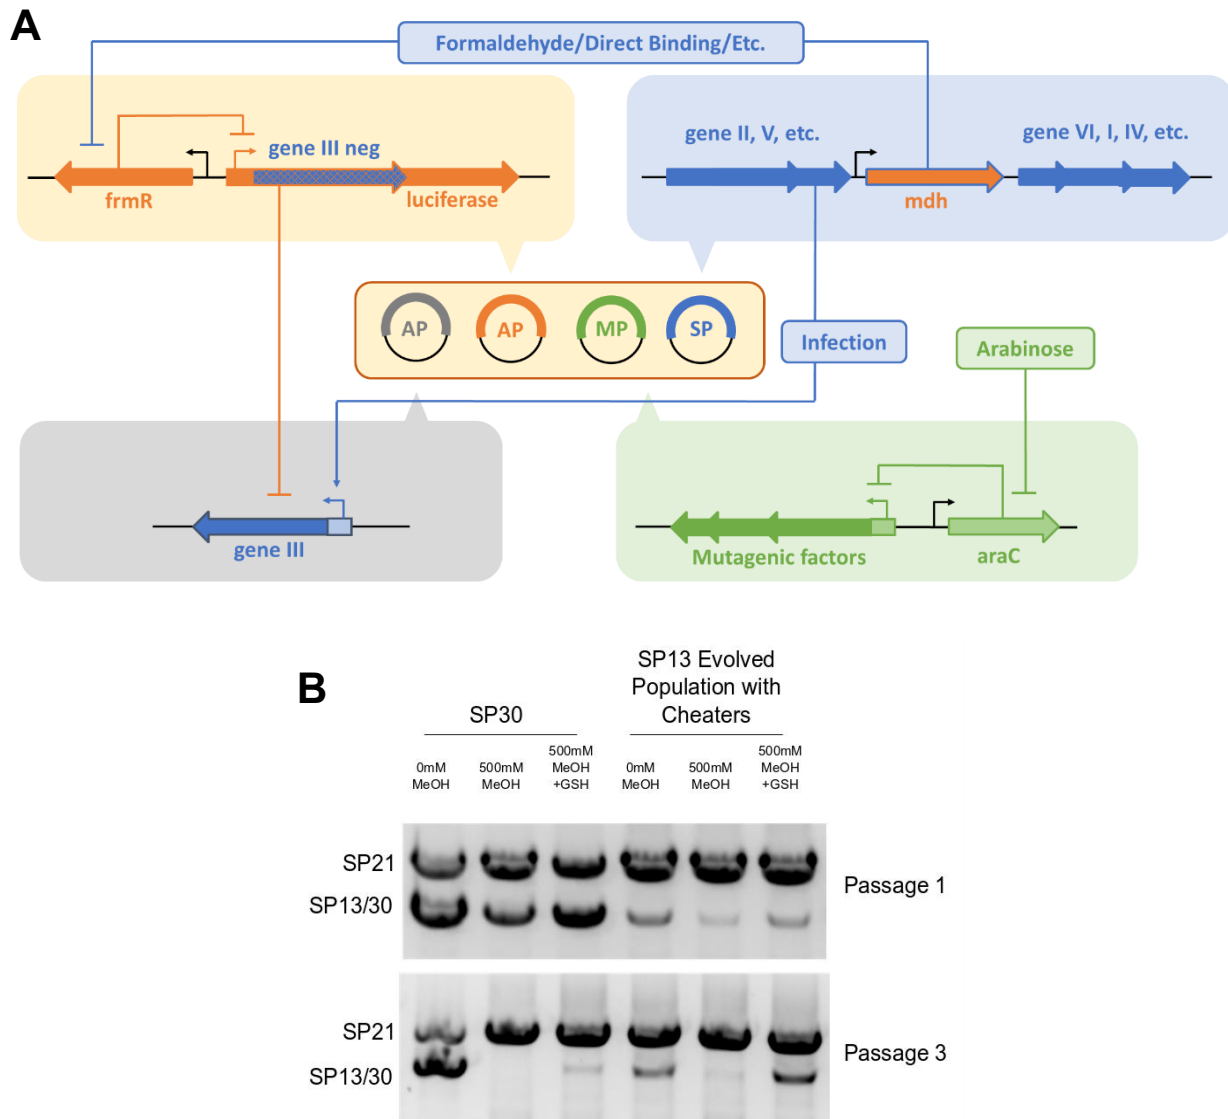 A
Formaldehyde/Direct Binding/Etc.
gene III neg
frmR
luciferase
gene II, V, etc.
gene VI, I, IV, etc.
mdh
AP
AP
MP
SP
Infection
Arabinose
gene III
Mutagenic factors
araC
B
SP30
SP13 Evolved
Population with
Cheaters
0mM
MeOH
500mM
MeOH
500mM
MeOH
+GSH
0mM
MeOH
500mM
MeOH
500mM
MeOH
+GSH
SP21
SP13/30
Passage 1
SP21
SP13/30
Passage 3